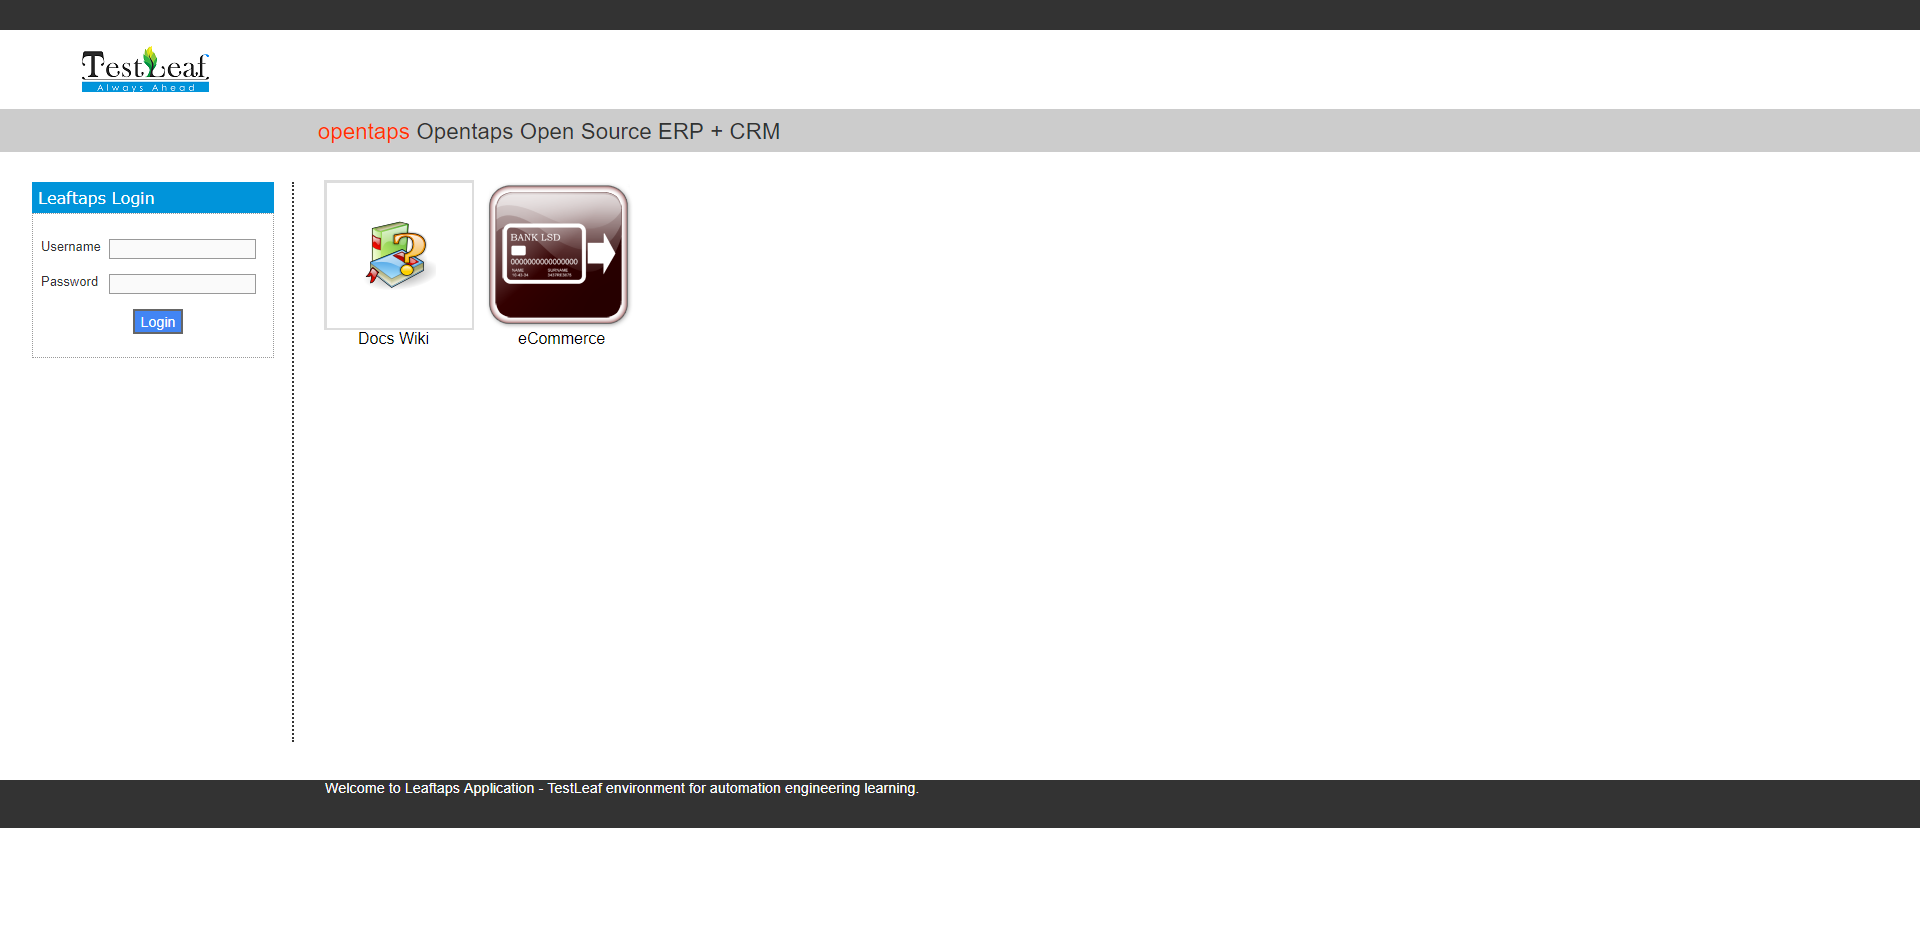 TestLeaf
Always Ahead
opentaps Opentaps Open Source ERP + CRM
Leaftaps Login
Username
Password
Login
BANK LSD
0000000000000000
NAME SURNAME
Docs Wiki
eCommerce
Welcome to Leaftaps Application - TestLeaf environment for automation engineering learning.